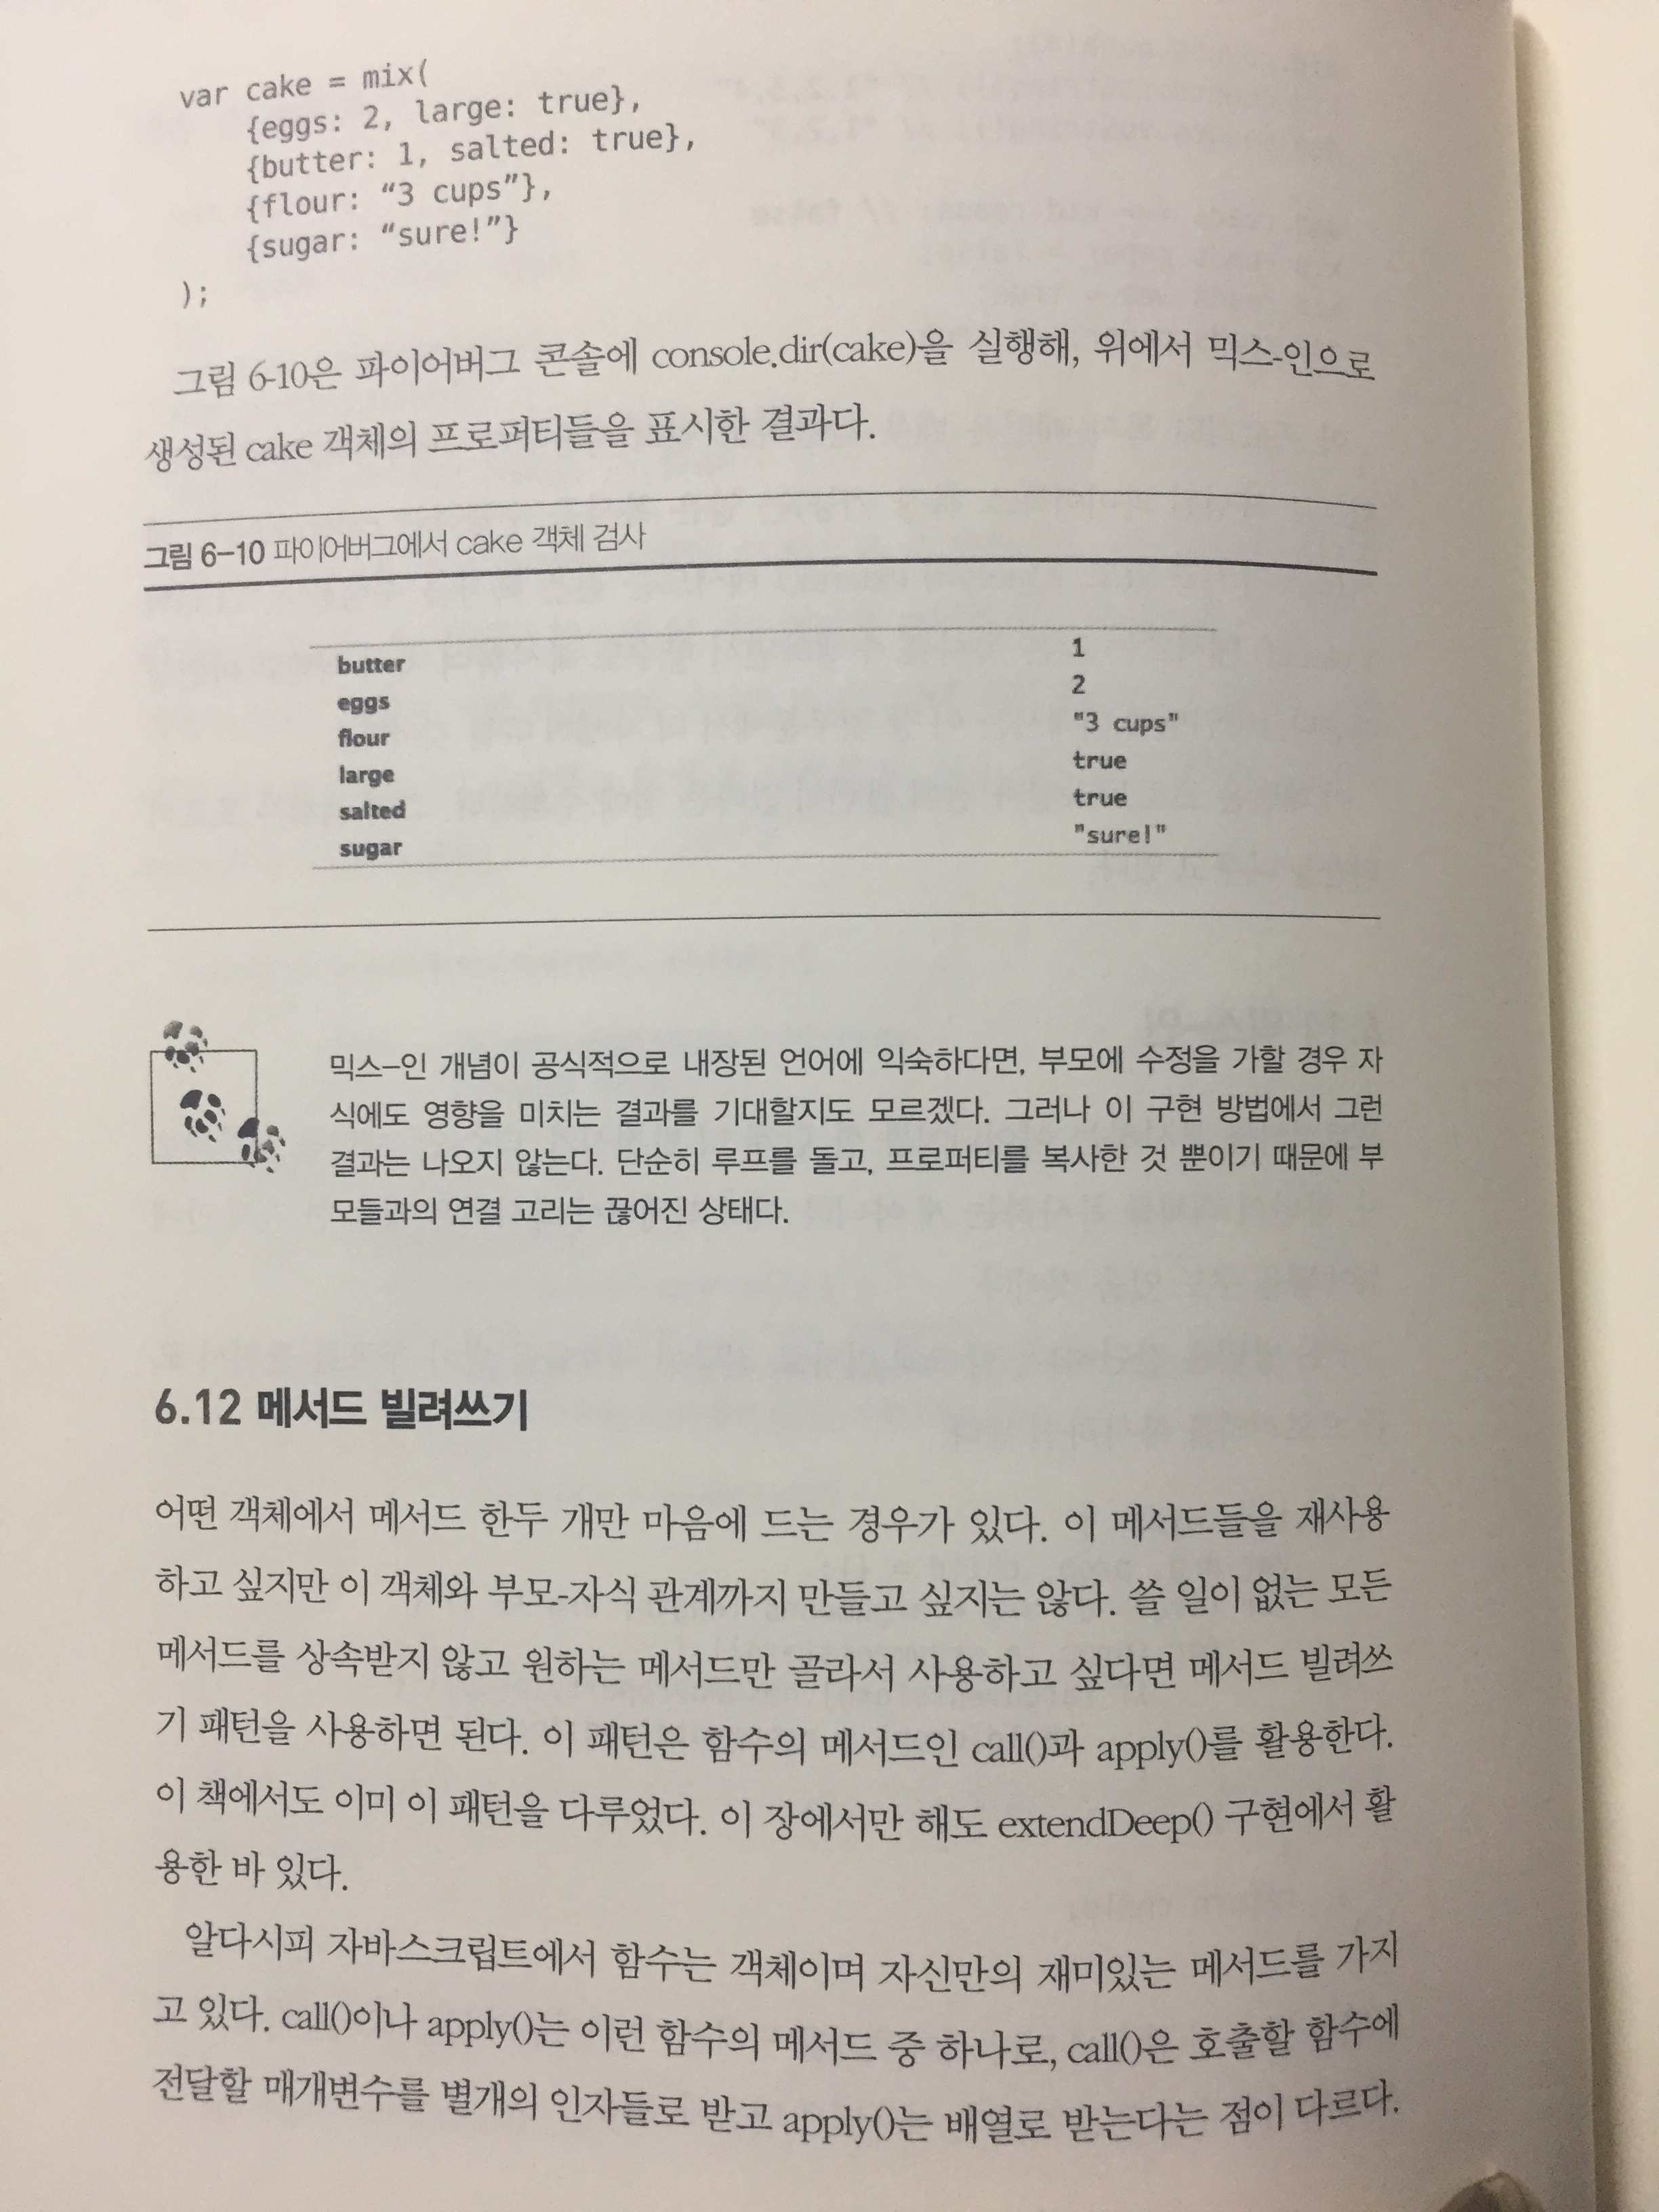 var cake = mix(
{eggs: 2, large: true},
{butter: 1, salted: true},
{flour: “3 cups”},
{sugar: “sure!”}
);
그림 6-10은 파이어버그 콘솔에 console.dir(cake)을 실행해, 위에서 믹스-인으로
생성된 cake 객체의 프로퍼티들을 표시한 결과다.
그림 6-10 파이어버그에서 cake 객체 검사
butter 1
eggs 2
flour "3 cups"
large true
salted true
sugar "sure!"
믹스-인 개념이 공식적으로 내장된 언어에 익숙하다면, 부모에 수정을 가할 경우 자
식에도 영향을 미치는 결과를 기대할지도 모르겠다. 그러나 이 구현 방법에서 그런
결과는 나오지 않는다. 단순히 루프를 돌고, 프로퍼티를 복사한 것 뿐이기 때문에 부
모들과의 연결 고리는 끊어진 상태다.
6.12 메서드 빌려쓰기
어떤 객체에서 메서드 한두 개만 마음에 드는 경우가 있다. 이 메서드들을 재사용
하고 싶지만 이 객체와 부모-자식 관계까지 만들고 싶지는 않다. 쓸 일이 없는 모든
메서드를 상속받지 않고 원하는 메서드만 골라서 사용하고 싶다면 메서드 빌려쓰
기 패턴을 사용하면 된다. 이 패턴은 함수의 메서드인 call()과 apply()를 활용한다.
이 책에서도 이미 이 패턴을 다루었다. 이 장에서만 해도 extendDeep() 구현에서 활
용한 바 있다.
알다시피 자바스크립트에서 함수는 객체이며 자신만의 재미있는 메서드를 가지
고 있다. call()이나 apply()는 이런 함수의 메서드 중 하나로, call()은 호출할 함수에
전달할 매개변수를 별개의 인자들로 받고 apply()는 배열로 받는다는 점이 다르다.